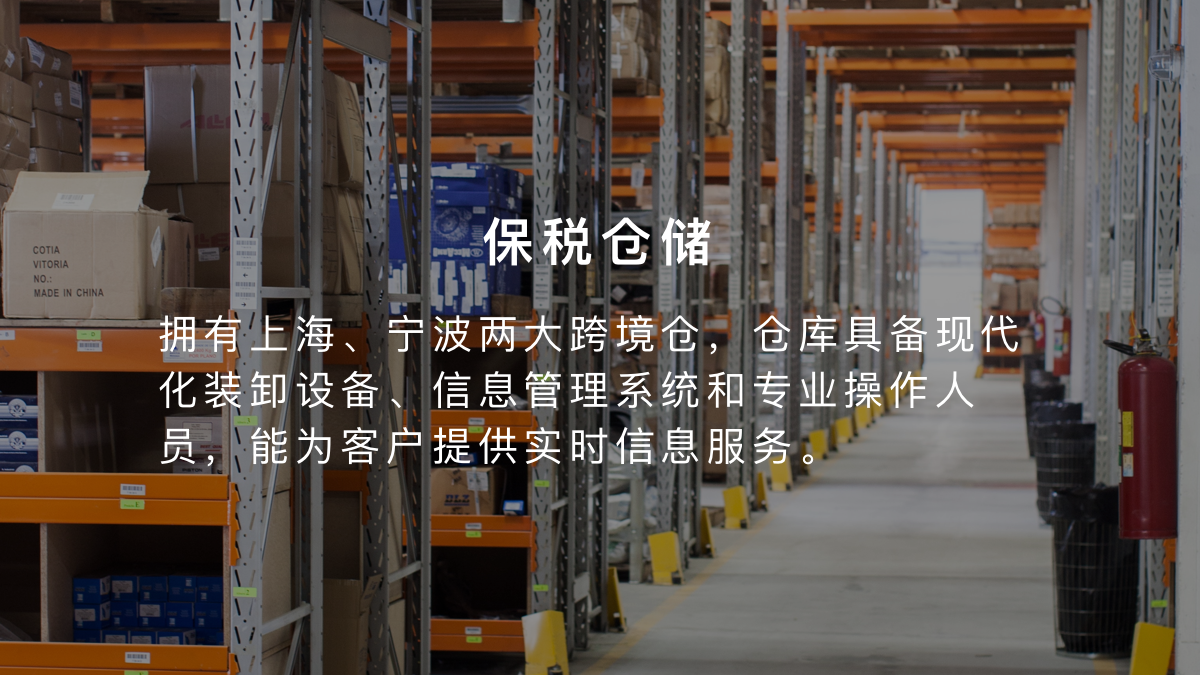 保税仓储
拥有上海、宁波两大跨境仓，仓库具备现代
化装卸设备、信息管理系统和专业操作人
员，能为客户提供实时信息服务。
COTIA
VITORIA
NO.:
MADE IN CHINA